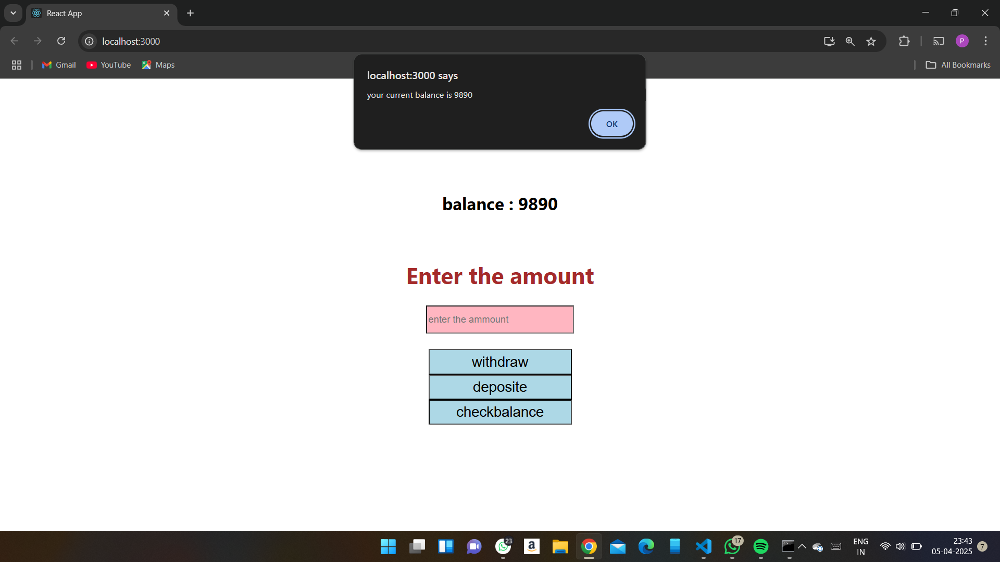 React App
localhost:3000
P
Gmail
YouTube
Maps
All Bookmarks
localhost:3000 says
your current balance is 9890
OK
balance : 9890
Enter the amount
enter the ammount
withdraw
deposite
checkbalance
23
a
17
ENG
IN
23:43
05-04-2025
7